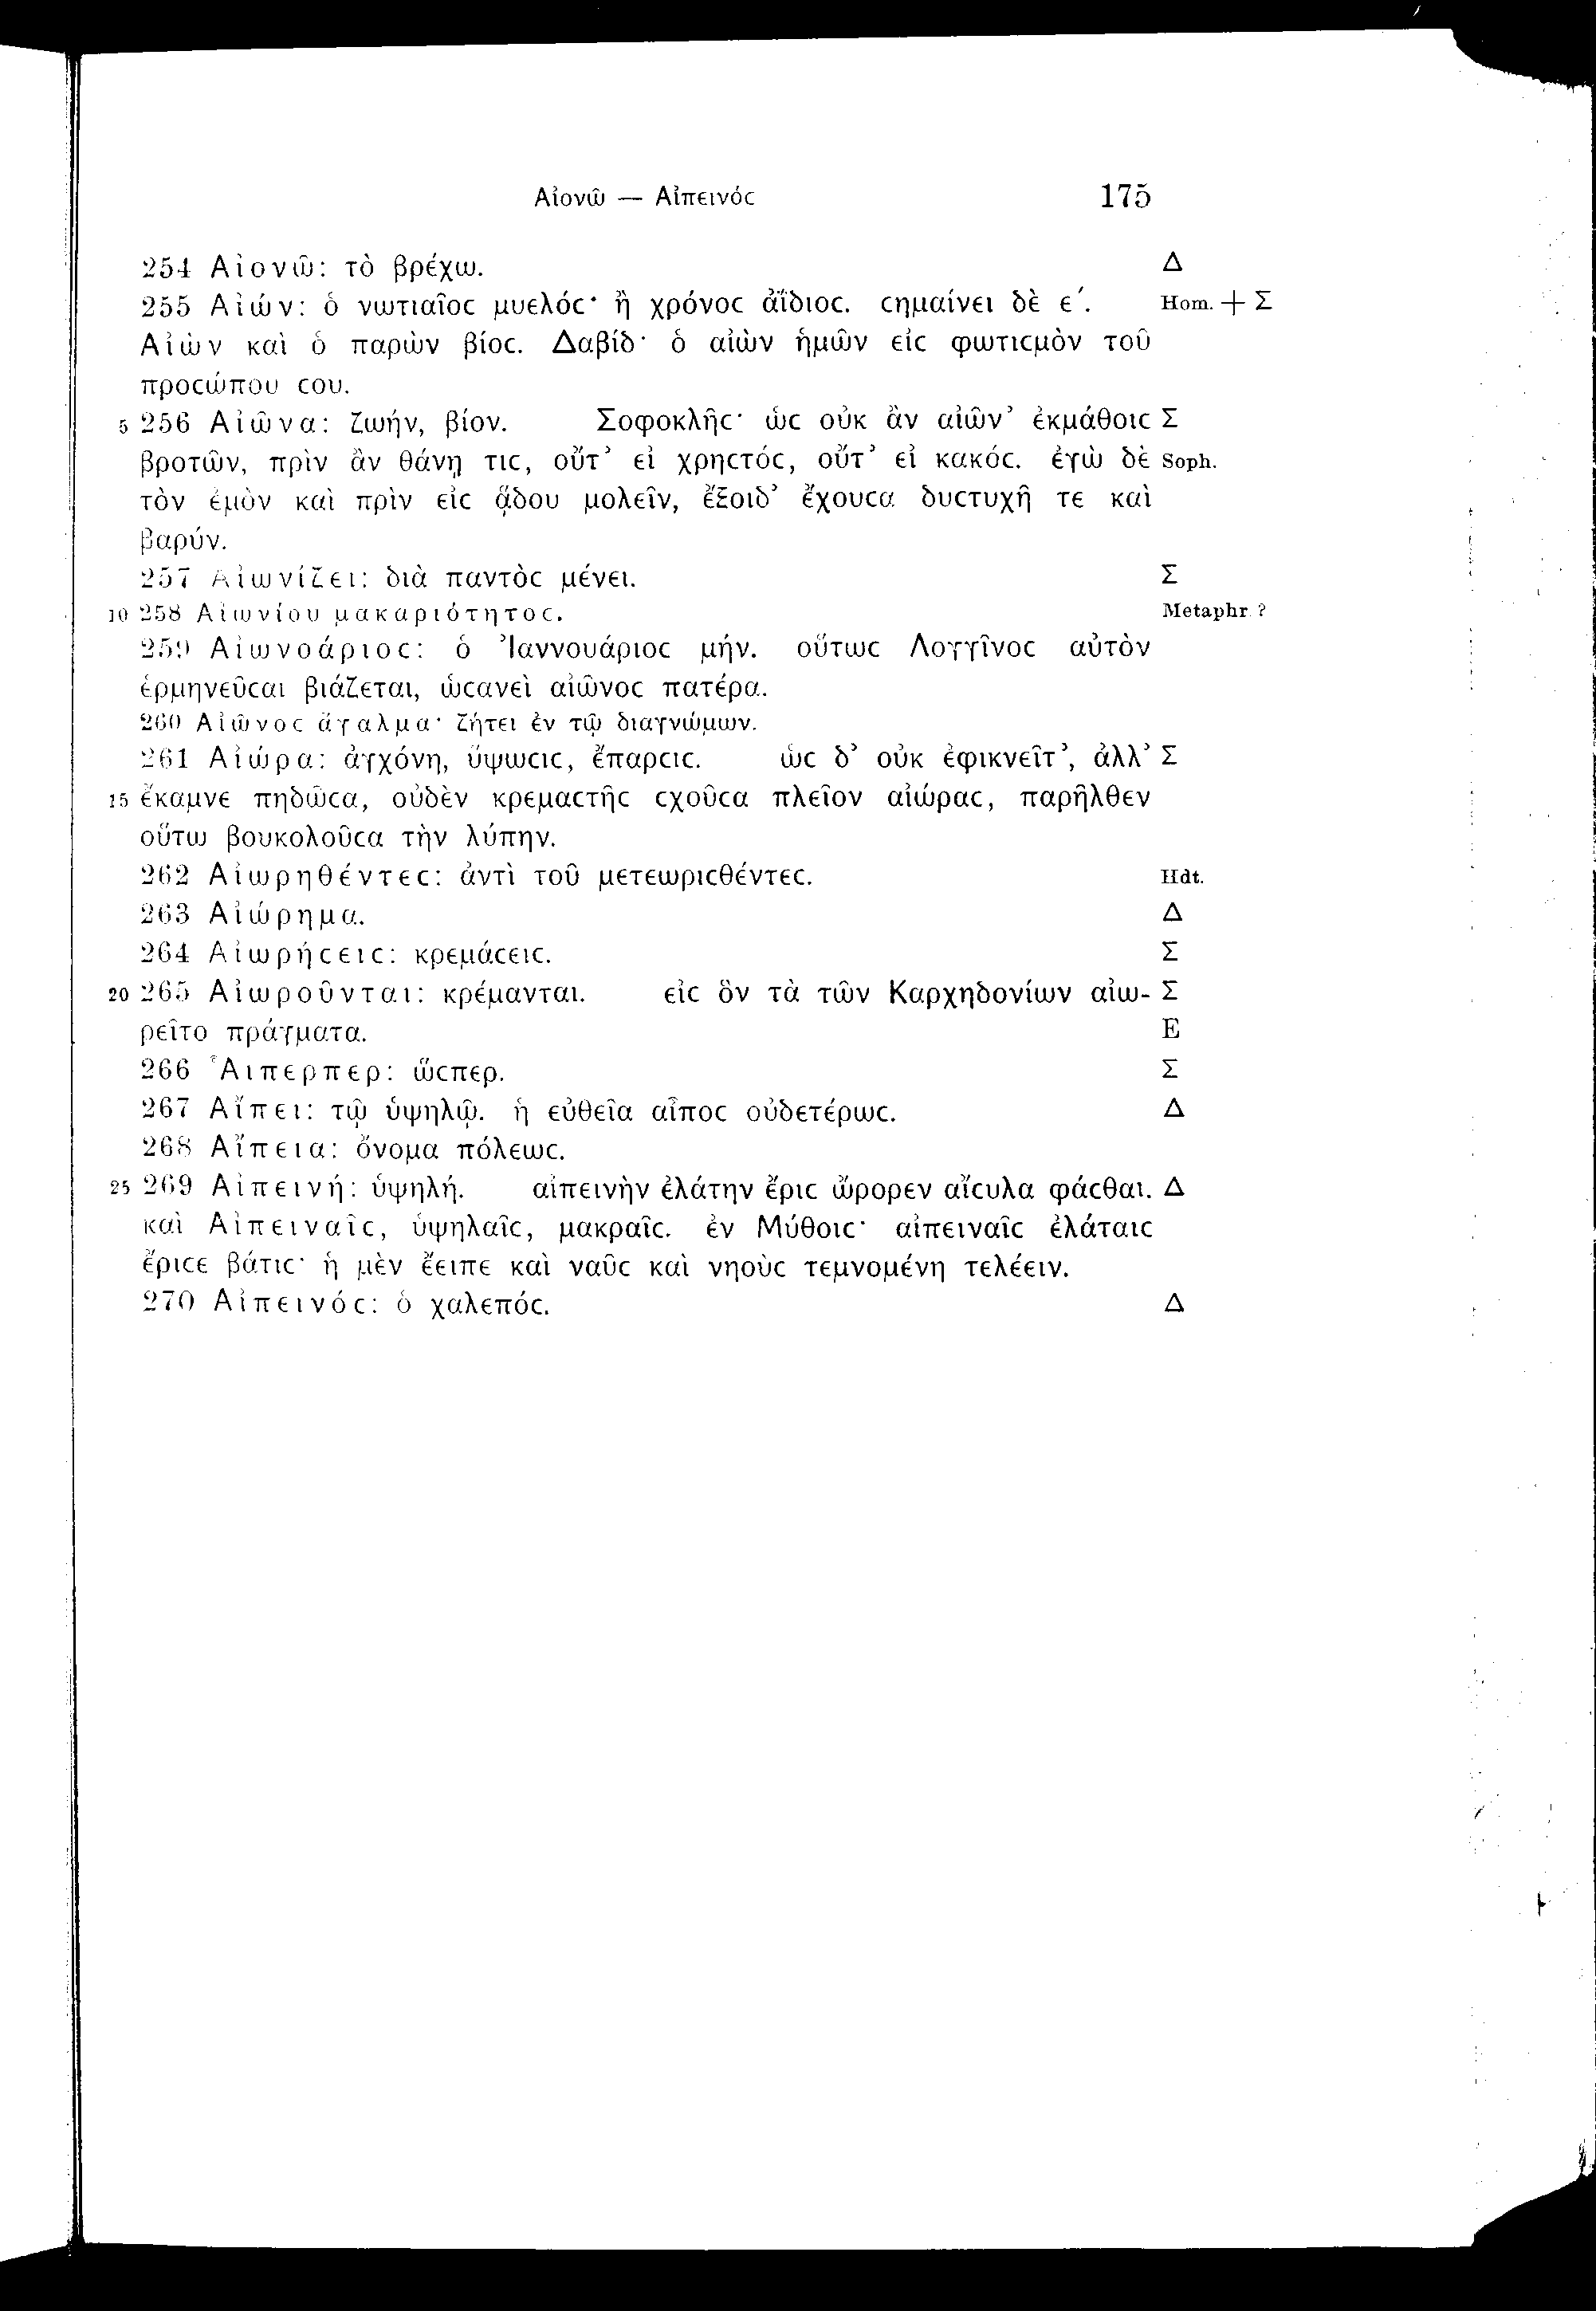 Αἰονῶ — Αἰπεινόϲ 175
254 Αἰονῶ: τὸ βρέχω. Δ
255 Αἰών: ὁ νωτιαῖοϲ μυελόϲ· ἢ χρόνοϲ ἀΐδιοϲ. ϲημαίνει δὲ ε΄. Hom. + Σ
Αἰὼν καὶ ὁ παρὼν βίοϲ. Δαβίδ· ὁ αἰὼν ἡμῶν εἰϲ φωτιϲμὸν τοῦ
προϲώπου ϲου.
5 256 Αἰῶνα: ζωήν, βίον. Σοφοκλῆϲ· ὡϲ οὐκ ἂν αἰῶν’ ἐκμάθοιϲ Σ
βροτῶν, πρὶν ἂν θάνῃ τιϲ, οὔτ’ εἰ χρηϲτόϲ, οὔτ’ εἰ κακόϲ. ἐγὼ δὲ Soph.
τὸν ἐμὸν καὶ πρὶν εἰϲ ᾅδου μολεῖν, ἔξοιδ’ ἔχουϲα δυϲτυχῆ τε καὶ
βαρύν.
257 Αἰωνίζει: διὰ παντὸϲ μένει. Σ
10 258 Αἰωνίου μακαριότητοϲ. Metaphr. ?
259 Αἰωνοάριοϲ: ὁ Ἰαννουάριοϲ μήν. οὕτωϲ Λογγῖνοϲ αὐτὸν
ἑρμηνεῦϲαι βιάζεται, ὡϲανεὶ αἰῶνοϲ πατέρα.
260 Αἰῶνοϲ ἄγαλμα· ζήτει ἐν τῷ διαγνώμων.
261 Αἰώρα: ἀγχόνη, ὕψωϲιϲ, ἔπαρϲιϲ. ὡϲ δ’ οὐκ ἐφικνεῖτ’, ἀλλ’ Σ
15 ἔκαμνε πηδῶϲα, οὐδὲν κρεμαϲτῆϲ ϲχοῦϲα πλεῖον αἰώραϲ, παρῆλθεν
οὕτω βουκολοῦϲα τὴν λύπην.
262 Αἰωρηθέντεϲ: ἀντὶ τοῦ μετεωριϲθέντεϲ. Hdt.
263 Αἰώρημα. Δ
264 Αἰωρήϲειϲ: κρεμάϲειϲ. Σ
20 265 Αἰωροῦνται: κρέμανται. εἰϲ ὃν τὰ τῶν Καρχηδονίων αἰω- Σ
ρεῖτο πράγματα. E
266 Ἁιπερπερ: ὥϲπερ. Σ
267 Αἴπει: τῷ ὑψηλῷ. ἡ εὐθεῖα αἶποϲ οὐδετέρωϲ. Δ
268 Αἴπεια: ὄνομα πόλεωϲ.
25 269 Αἰπεινή: ὑψηλή. αἰπεινὴν ἐλάτην ἔριϲ ὤρορεν αἴϲυλα φάϲθαι. Δ
καὶ Αἰπειναῖϲ, ὑψηλαῖϲ, μακραῖϲ. ἐν Μύθοιϲ· αἰπειναῖϲ ἐλάταιϲ
ἔριϲε βάτιϲ· ἡ μὲν ἔειπε καὶ ναῦϲ καὶ νηοὺϲ τεμνομένη τελέειν.
270 Αἰπεινόϲ: ὁ χαλεπόϲ. Δ